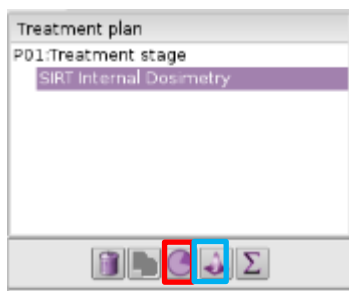 Treatment plan
P01:Treatment stage
SIRT Internal Dosimetry
Σ